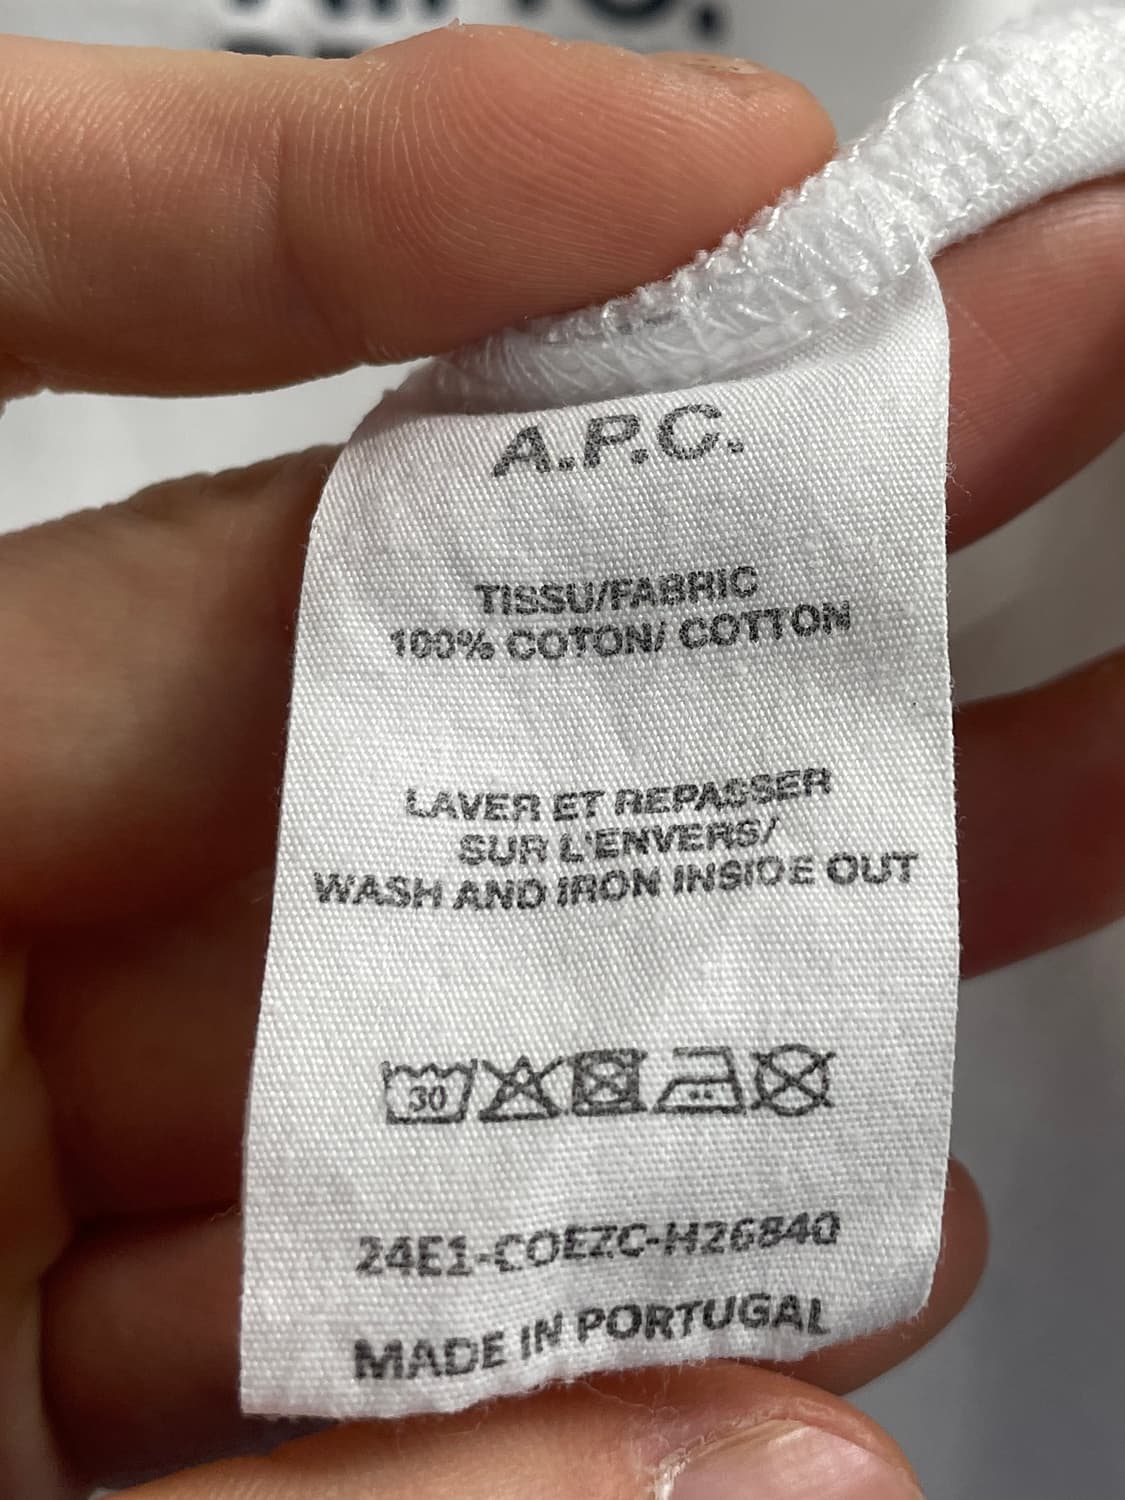 A.P.C.
TISSU/FABRIC
100% COTON/ COTTON
LAVER ET REPASSER
SUR L'ENVERS/
WASH AND IRON INSIDE OUT
30
24E1-COEZC-H26840
MADE IN PORTUGAL